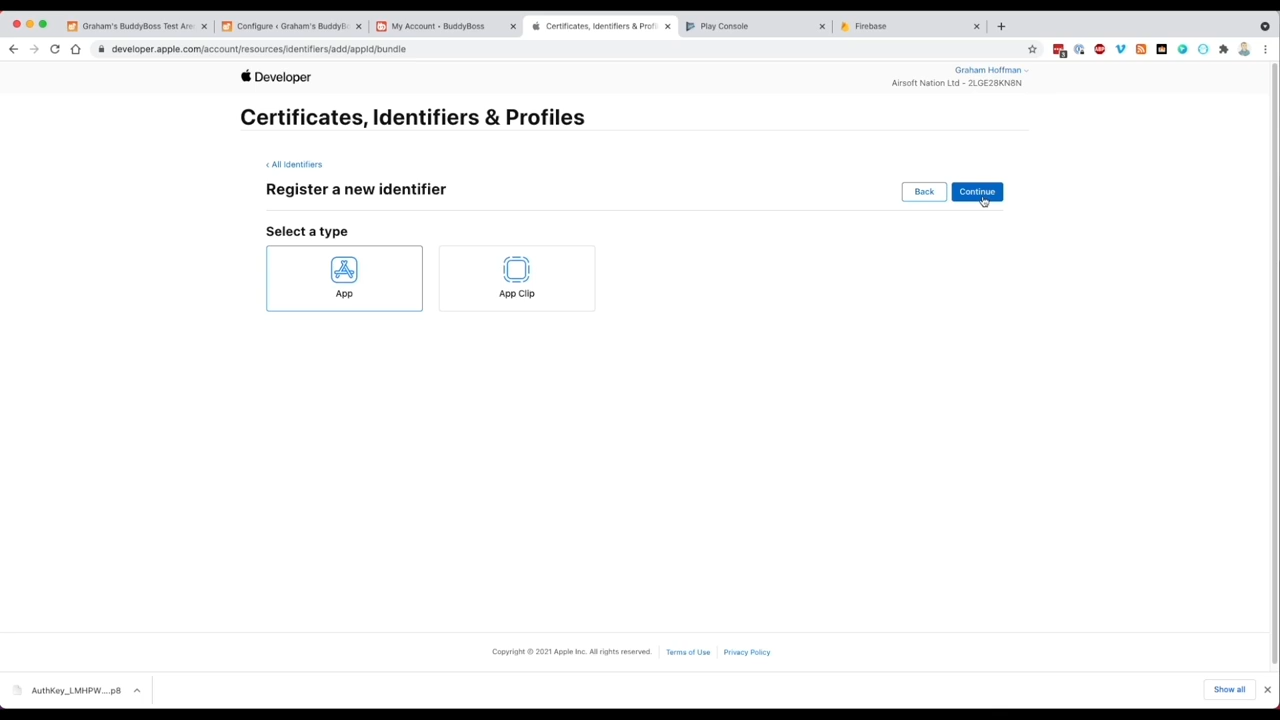 Graham's BuddyBoss Test Are
Configure ‹ Graham's BuddyBo
My Account - BuddyBoss
Certificates, Identifiers & Profil
Play Console
Firebase
developer.apple.com/account/resources/identifiers/add/appId/bundle
Developer
Graham Hoffman
Airsoft Nation Ltd - 2LGE28KN8N
Certificates, Identifiers & Profiles
‹ All Identifiers
Register a new identifier
Back
Continue
Select a type
App
App Clip
Copyright © 2021 Apple Inc. All rights reserved.
Terms of Use
Privacy Policy
AuthKey_LMHPW....p8
Show all